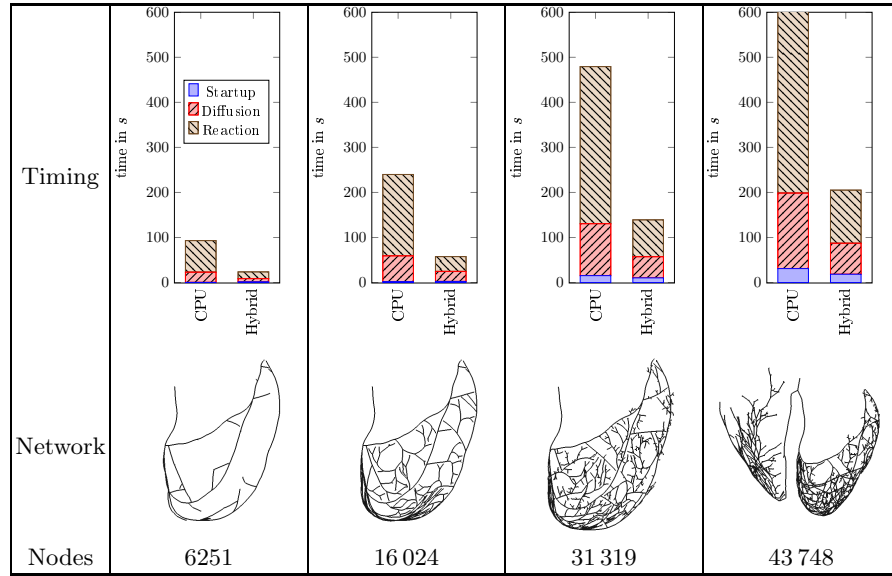 Timing
600
500
400
300
200
100
0
time in s
Startup
Diffusion
Reaction
CPU
Hybrid
600
500
400
300
200
100
0
time in s
CPU
Hybrid
600
500
400
300
200
100
0
time in s
CPU
Hybrid
600
500
400
300
200
100
0
time in s
CPU
Hybrid
Network
Nodes 6251 16 024 31 319 43 748